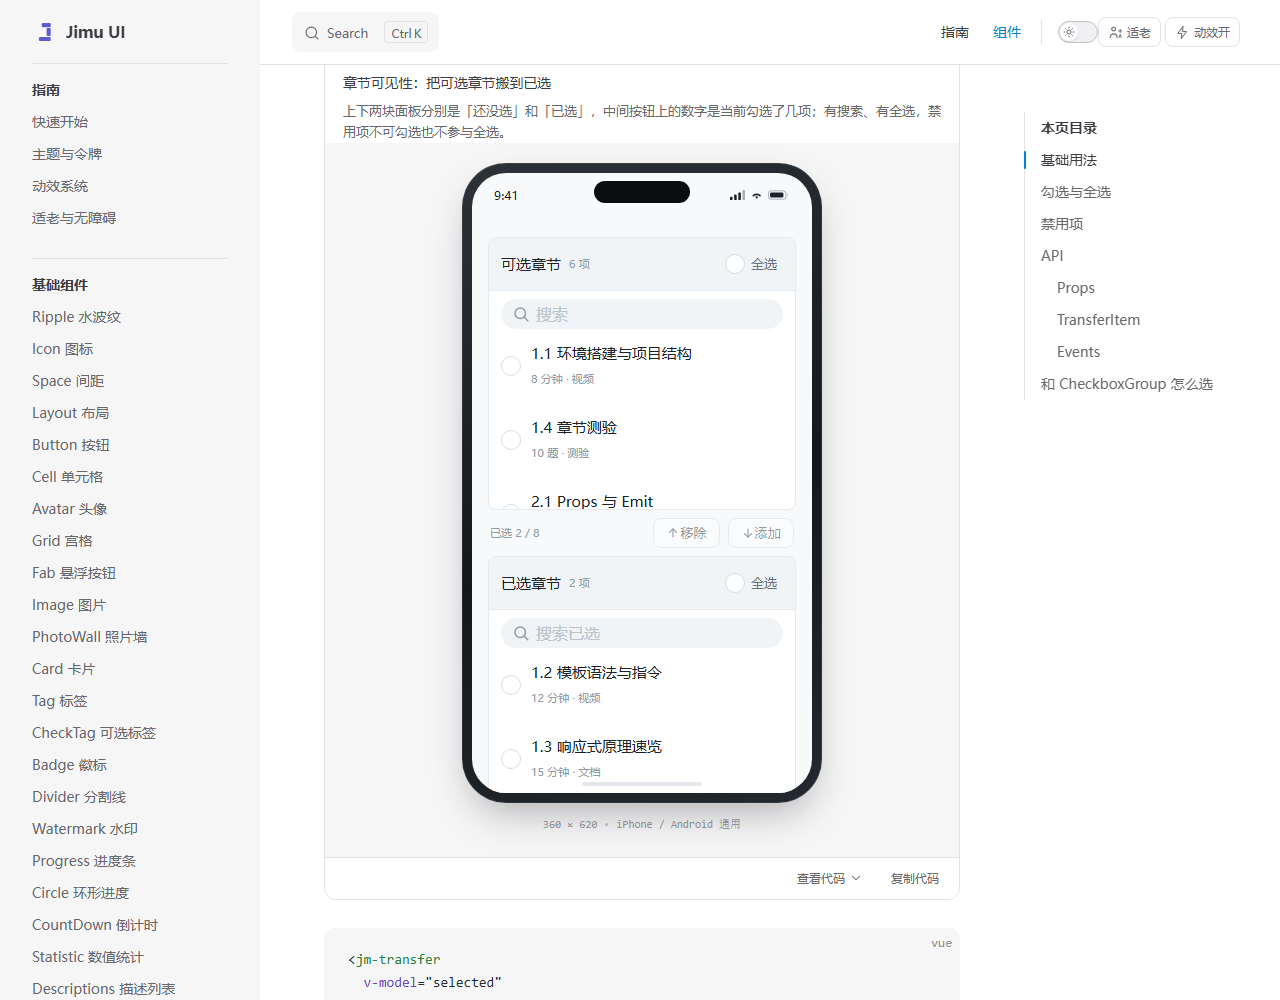 Jimu UI
Search
Ctrl K
指南
组件
适老
动效开
指南
快速开始
主题与令牌
动效系统
适老与无障碍
基础组件
Ripple 水波纹
Icon 图标
Space 间距
Layout 布局
Button 按钮
Cell 单元格
Avatar 头像
Grid 宫格
Fab 悬浮按钮
Image 图片
PhotoWall 照片墙
Card 卡片
Tag 标签
CheckTag 可选标签
Badge 徽标
Divider 分割线
Watermark 水印
Progress 进度条
Circle 环形进度
CountDown 倒计时
Statistic 数值统计
Descriptions 描述列表
章节可见性：把可选章节搬到已选
上下两块面板分别是「还没选」和「已选」，中间按钮上的数字是当前勾选了几项；有搜索、有全选，禁
用项不可勾选也不参与全选。
9:41
可选章节 6 项
全选
搜索
1.1 环境搭建与项目结构
8 分钟 · 视频
1.4 章节测验
10 题 · 测验
2.1 Props 与 Emit
已选 2 / 8
↑移除
↓添加
已选章节 2 项
全选
搜索已选
1.2 模板语法与指令
12 分钟 · 视频
1.3 响应式原理速览
15 分钟 · 文档
360 × 620 · iPhone / Android 通用
查看代码
复制代码
vue
<jm-transfer
v-model="selected"
本页目录
基础用法
勾选与全选
禁用项
API
Props
TransferItem
Events
和 CheckboxGroup 怎么选